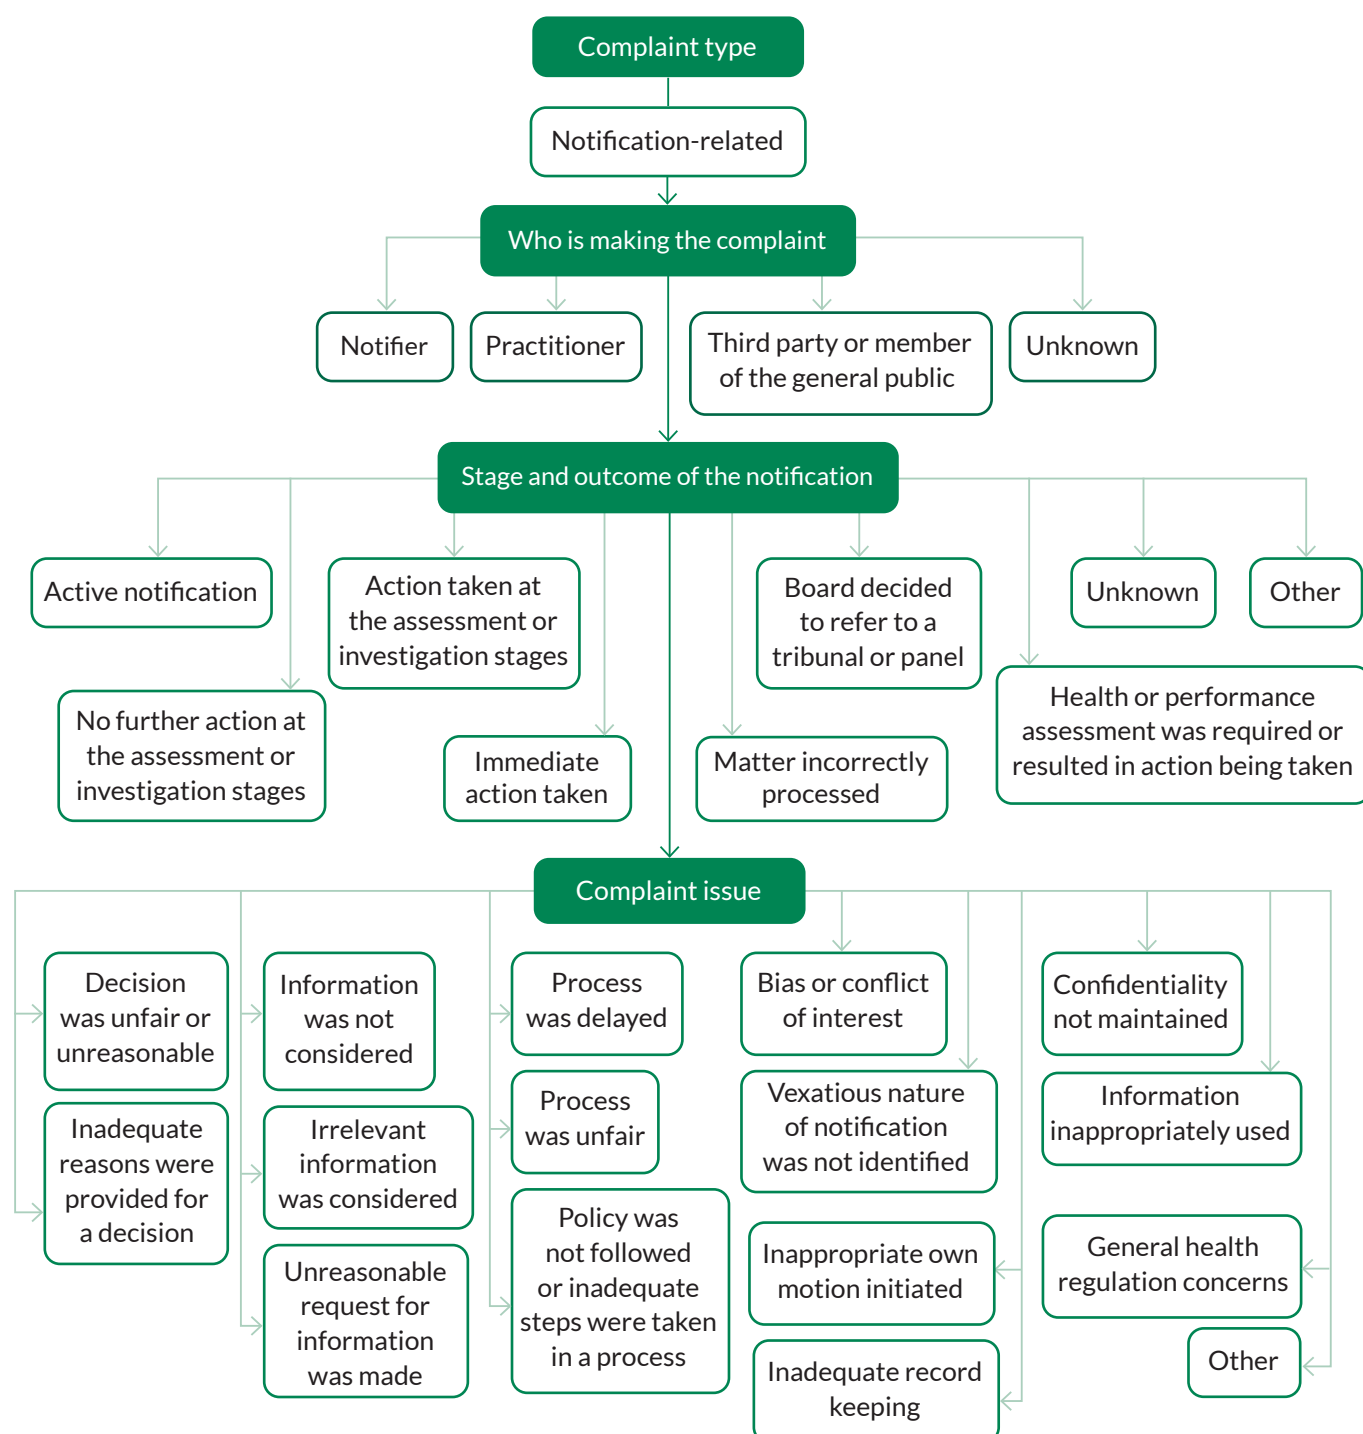 Complaint type
Notification-related
Who is making the complaint
Notifier
Practitioner
Third party or member
of the general public
Unknown
Stage and outcome of the notification
Active notification
No further action at
the assessment or
investigation stages
Action taken at
the assessment or
investigation stages
Immediate
action taken
Matter incorrectly
processed
Board decided
to refer to a
tribunal or panel
Health or performance
assessment was required or
resulted in action being taken
Unknown
Other
Complaint issue
Decision
was unfair or
unreasonable
Inadequate
reasons were
provided for
a decision
Information
was not
considered
Irrelevant
information
was considered
Unreasonable
request for
information
was made
Process
was delayed
Process
was unfair
Policy was
not followed
or inadequate
steps were taken
in a process
Bias or conflict
of interest
Vexatious nature
of notification
was not identified
Inappropriate own
motion initiated
Inadequate record
keeping
Confidentiality
not maintained
Information
inappropriately used
General health
regulation concerns
Other